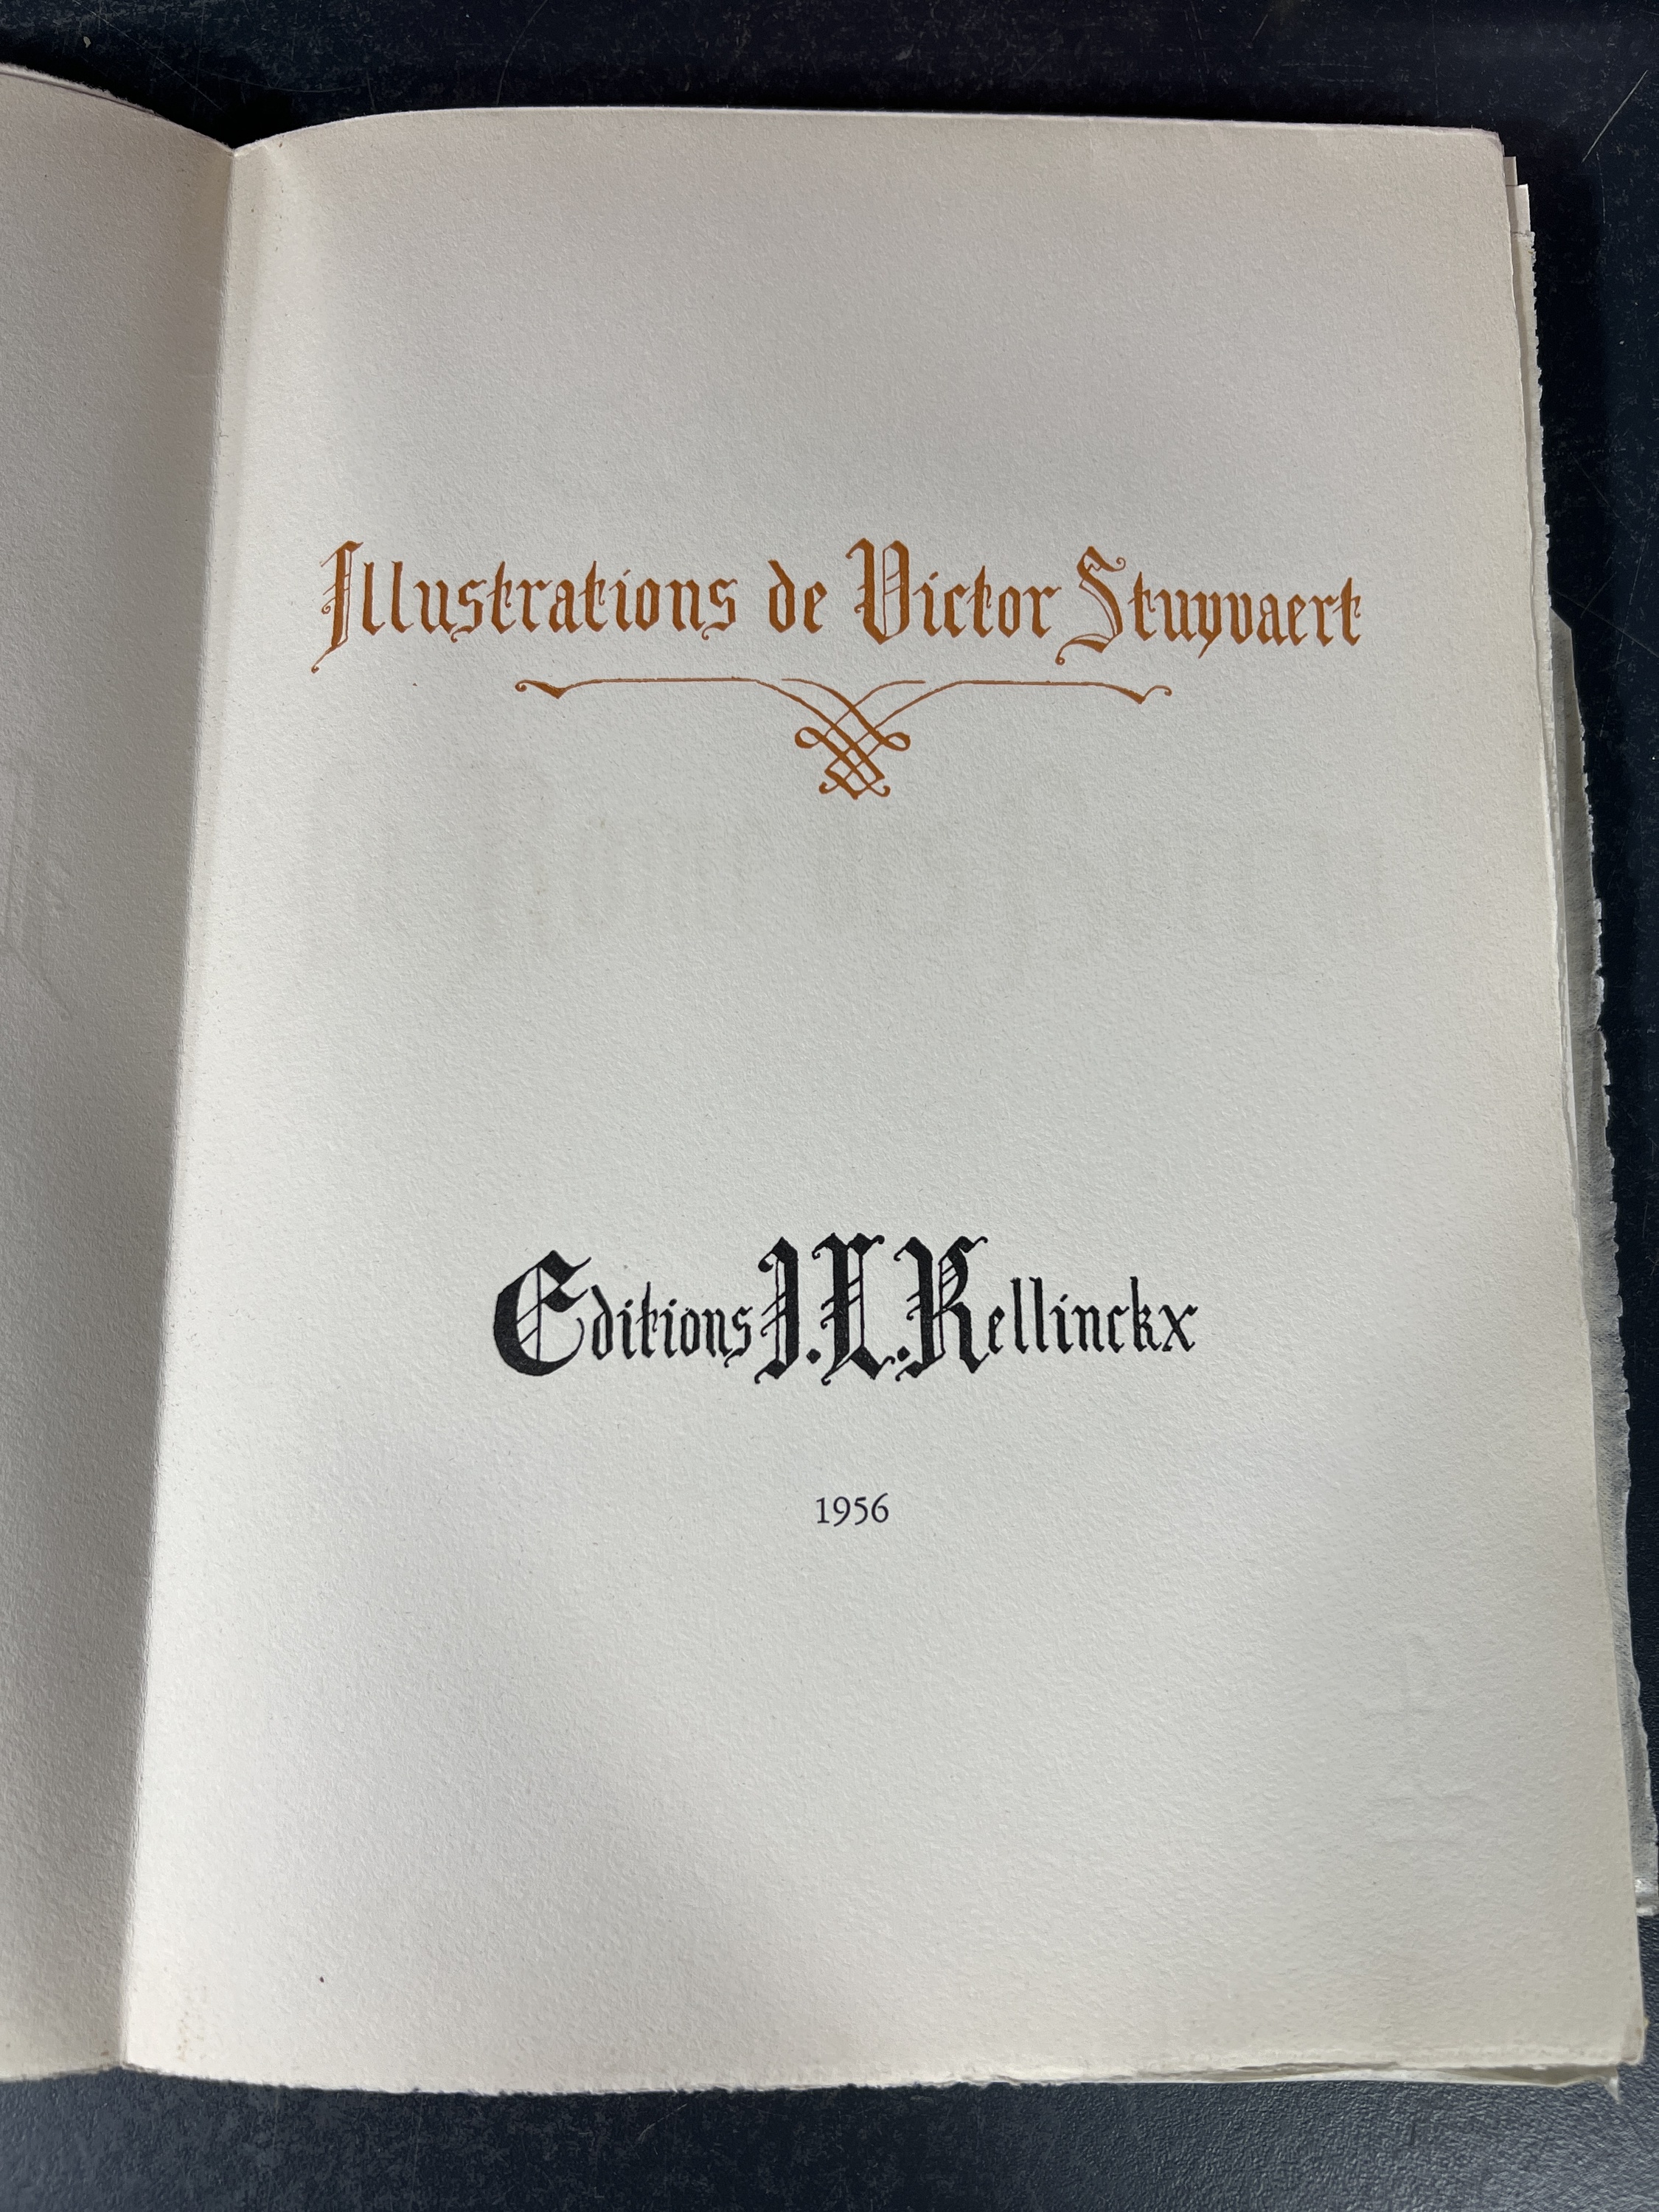 Illustrations de Victor Stuyvaert
Editions J.L. Kellinckx
1956